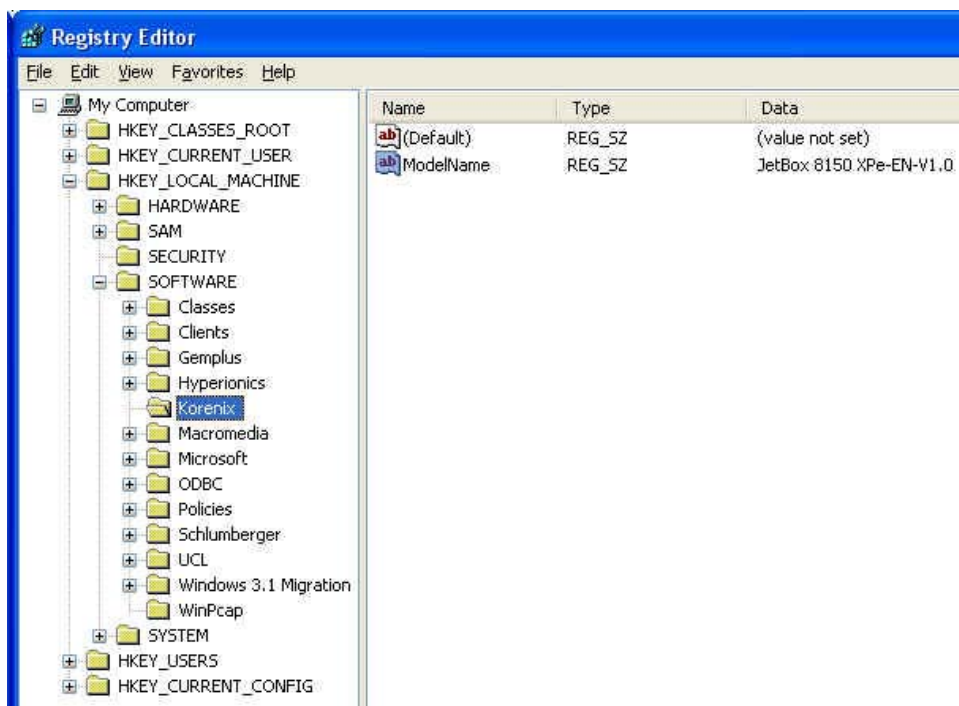 Registry Editor
File Edit View Favorites Help
My Computer
HKEY_CLASSES_ROOT
HKEY_CURRENT_USER
HKEY_LOCAL_MACHINE
HARDWARE
SAM
SECURITY
SOFTWARE
Classes
Clients
Gemplus
Hyperionics
Korenix
Macromedia
Microsoft
ODBC
Policies
Schlumberger
UCL
Windows 3.1 Migration
WinPcap
SYSTEM
HKEY_USERS
HKEY_CURRENT_CONFIG
Name Type Data
ab (Default) REG_SZ (value not set)
ab ModelName REG_SZ JetBox 8150 XPe-EN-V1.0